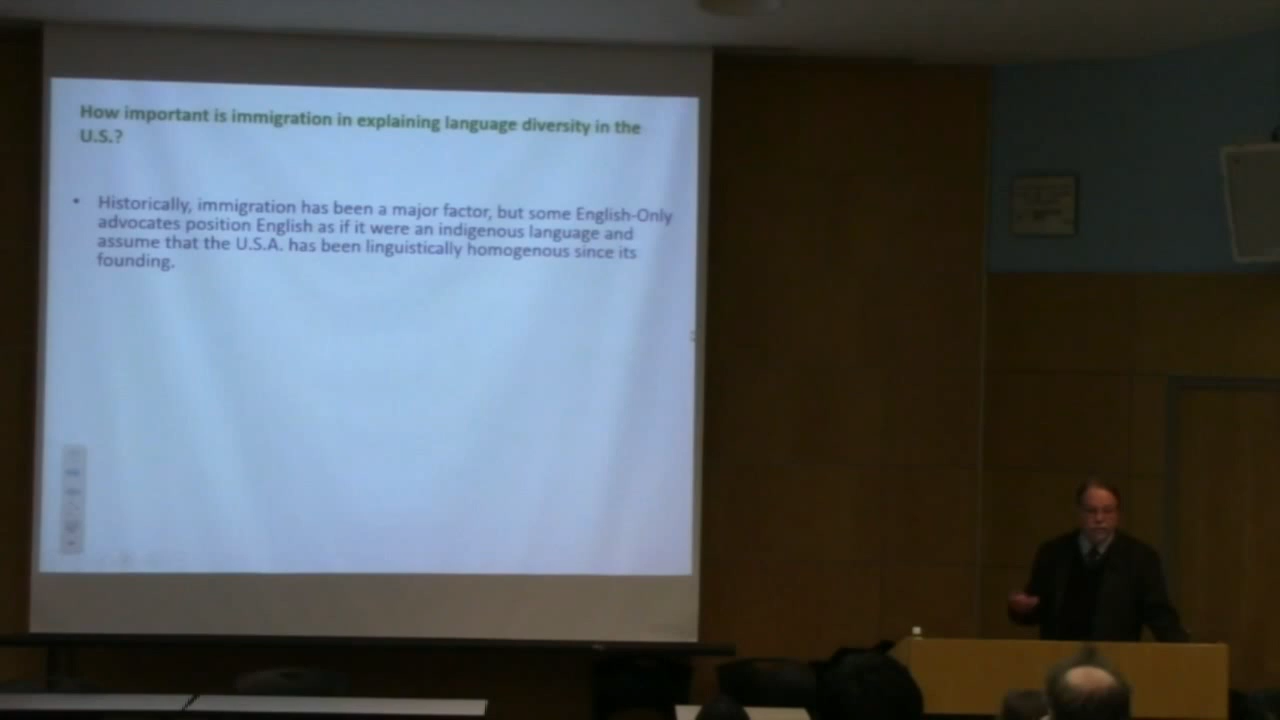 How important is immigration in explaining language diversity in the
U.S.?
• Historically, immigration has been a major factor, but some English-Only
advocates position English as if it were an indigenous language and
assume that the U.S.A. has been linguistically homogenous since its
founding.